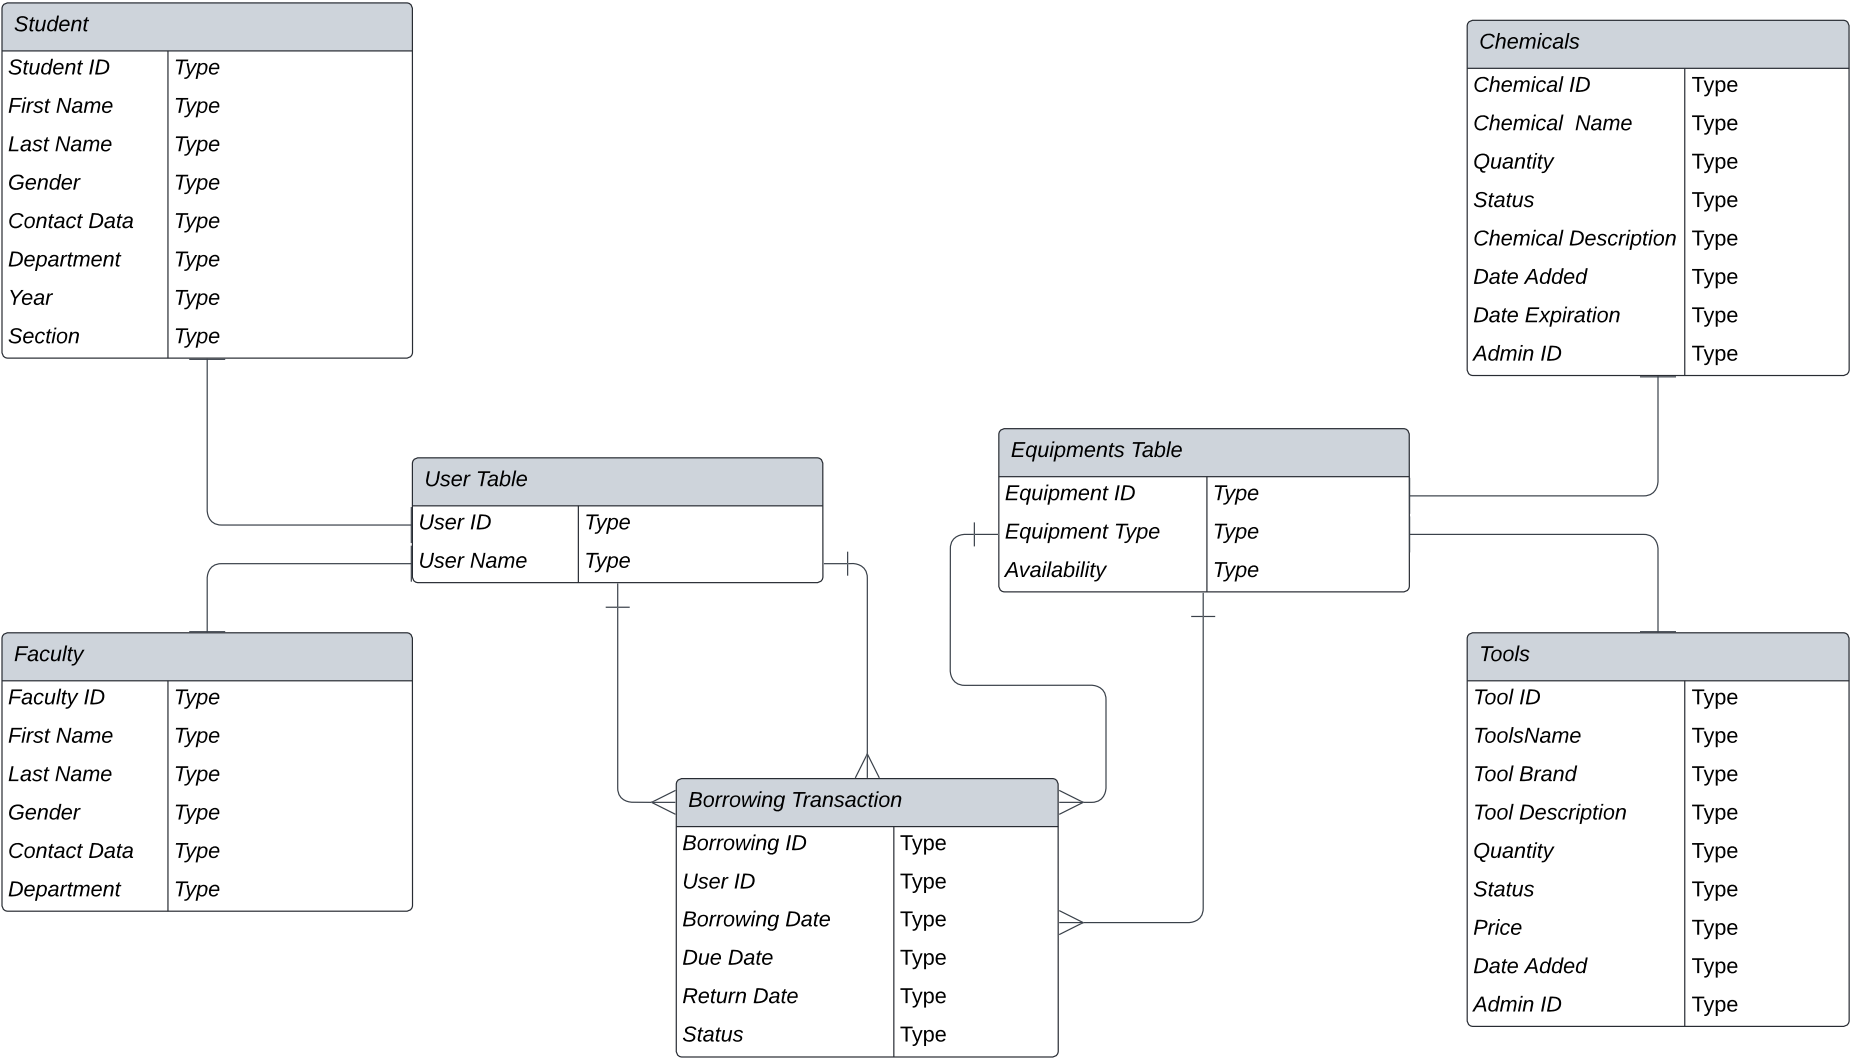 Student
Student ID Type
First Name Type
Last Name Type
Gender Type
Contact Data Type
Department Type
Year Type
Section Type
Chemicals
Chemical ID Type
Chemical  Name Type
Quantity Type
Status Type
Chemical Description Type
Date Added Type
Date Expiration Type
Admin ID Type
User Table
User ID Type
User Name Type
Equipments Table
Equipment ID Type
Equipment Type Type
Availability Type
Faculty
Faculty ID Type
First Name Type
Last Name Type
Gender Type
Contact Data Type
Department Type
Borrowing Transaction
Borrowing ID Type
User ID Type
Borrowing Date Type
Due Date Type
Return Date Type
Status Type
Tools
Tool ID Type
ToolsName Type
Tool Brand Type
Tool Description Type
Quantity Type
Status Type
Price Type
Date Added Type
Admin ID Type